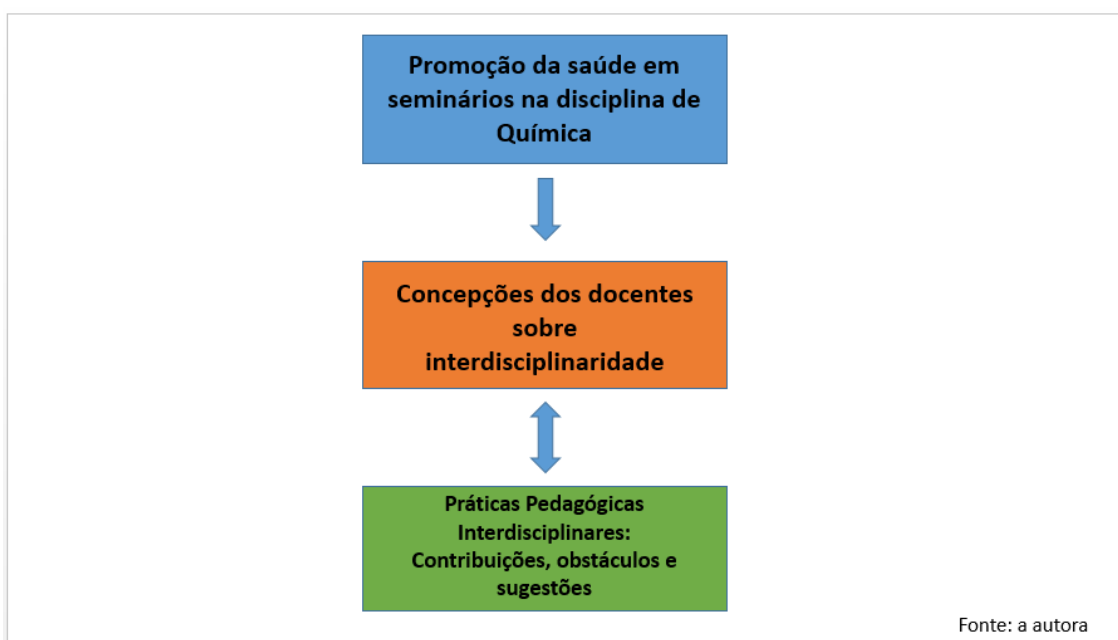 Promoção da saúde em
seminários na disciplina de
Química
Concepções dos docentes
sobre
interdisciplinaridade
Práticas Pedagógicas
Interdisciplinares:
Contribuições, obstáculos e
sugestões
Fonte: a autora